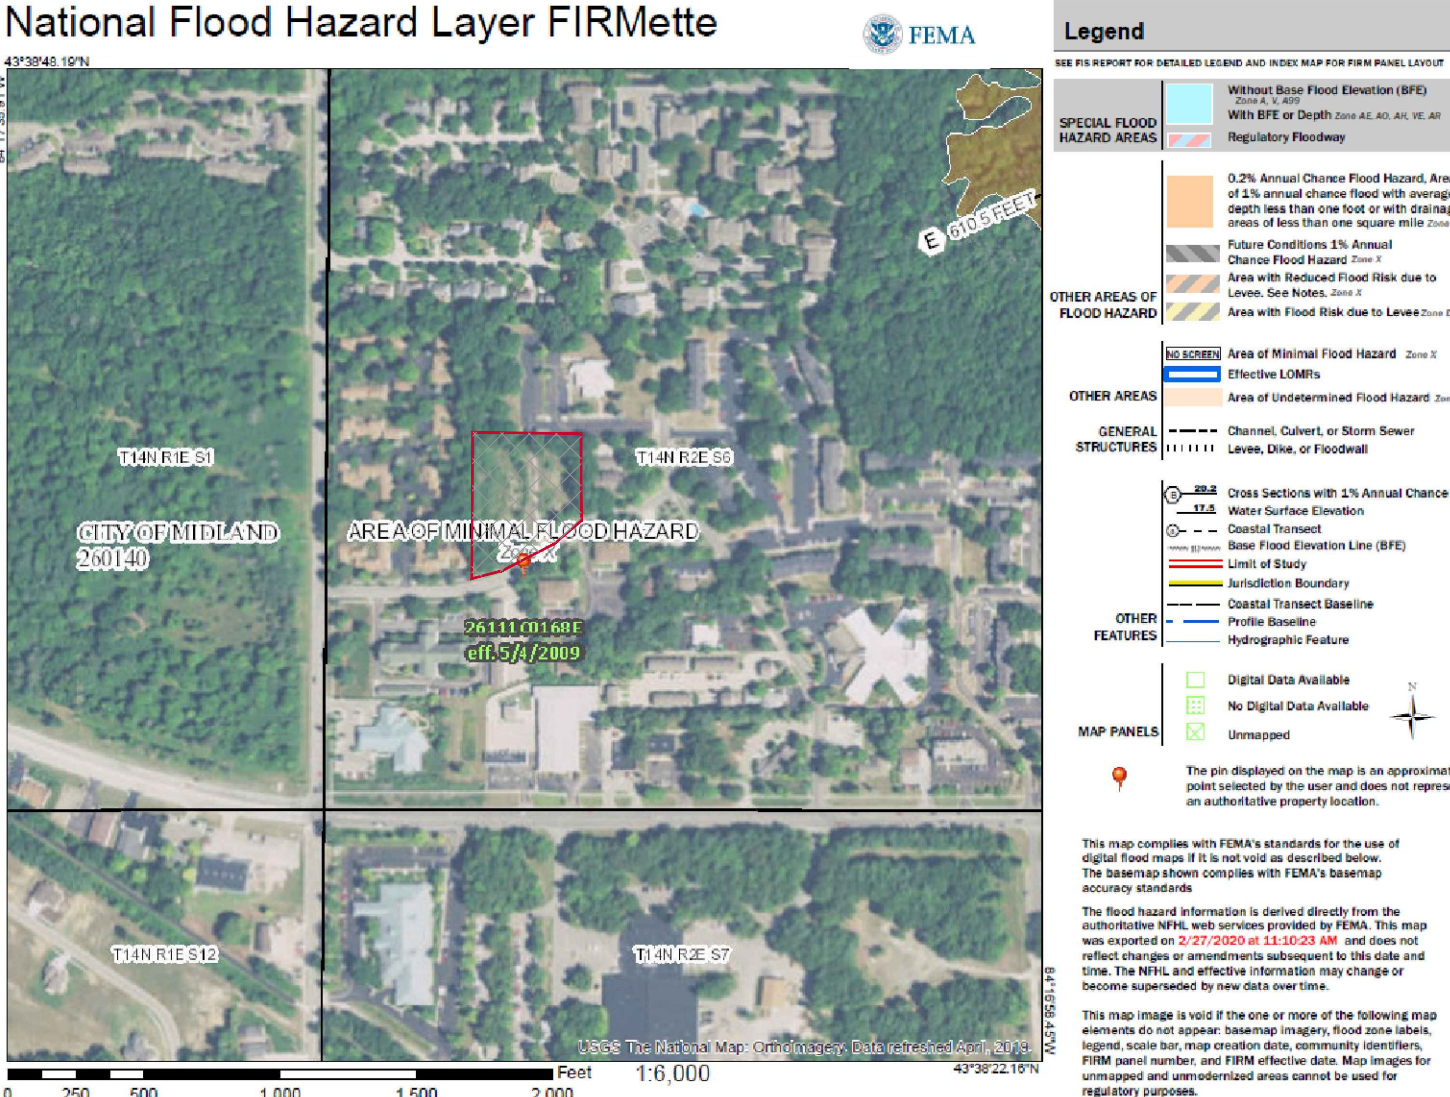 National Flood Hazard Layer FIRMette
FEMA
43°38'48.19"N
T14N R1E S1
CITY OF MIDLAND
260140
E 610.5 FEET
T14N R2E S6
AREA OF MINIMAL FLOOD HAZARD
Zone X
26111C0168E
eff. 5/4/2009
T14N R1E S12
T14N R2E S7
USGS The National Map: Orthoimagery. Data refreshed April, 2019.
84°16'58.45"W
Feet
1:6,000
43°38'22.16"N
0 250 500 1,000 1,500 2,000
Legend
SEE FIS REPORT FOR DETAILED LEGEND AND INDEX MAP FOR FIRM PANEL LAYOUT
SPECIAL FLOOD
HAZARD AREAS
Without Base Flood Elevation (BFE)
Zone A, V, A99
With BFE or Depth Zone AE, AO, AH, VE, AR
Regulatory Floodway
0.2% Annual Chance Flood Hazard, Area
of 1% annual chance flood with average
depth less than one foot or with drainag
areas of less than one square mile Zone
Future Conditions 1% Annual
Chance Flood Hazard Zone X
Area with Reduced Flood Risk due to
Levee. See Notes. Zone X
Area with Flood Risk due to Levee Zone D
OTHER AREAS OF
FLOOD HAZARD
NO SCREEN Area of Minimal Flood Hazard Zone X
Effective LOMRs
Area of Undetermined Flood Hazard Zon
OTHER AREAS
GENERAL
STRUCTURES
Channel, Culvert, or Storm Sewer
Levee, Dike, or Floodwall
B 20.2 Cross Sections with 1% Annual Chance
17.5 Water Surface Elevation
Coastal Transect
Base Flood Elevation Line (BFE)
Limit of Study
Jurisdiction Boundary
Coastal Transect Baseline
Profile Baseline
Hydrographic Feature
OTHER
FEATURES
Digital Data Available
No Digital Data Available
Unmapped
MAP PANELS
N
The pin displayed on the map is an approximat
point selected by the user and does not represe
an authoritative property location.
This map complies with FEMA's standards for the use of
digital flood maps if it is not void as described below.
The basemap shown complies with FEMA's basemap
accuracy standards
The flood hazard information is derived directly from the
authoritative NFHL web services provided by FEMA. This map
was exported on 2/27/2020 at 11:10:23 AM and does not
reflect changes or amendments subsequent to this date and
time. The NFHL and effective information may change or
become superseded by new data over time.
This map image is void if the one or more of the following map
elements do not appear: basemap imagery, flood zone labels,
legend, scale bar, map creation date, community identifiers,
FIRM panel number, and FIRM effective date. Map images for
unmapped and unmodernized areas cannot be used for
regulatory purposes.